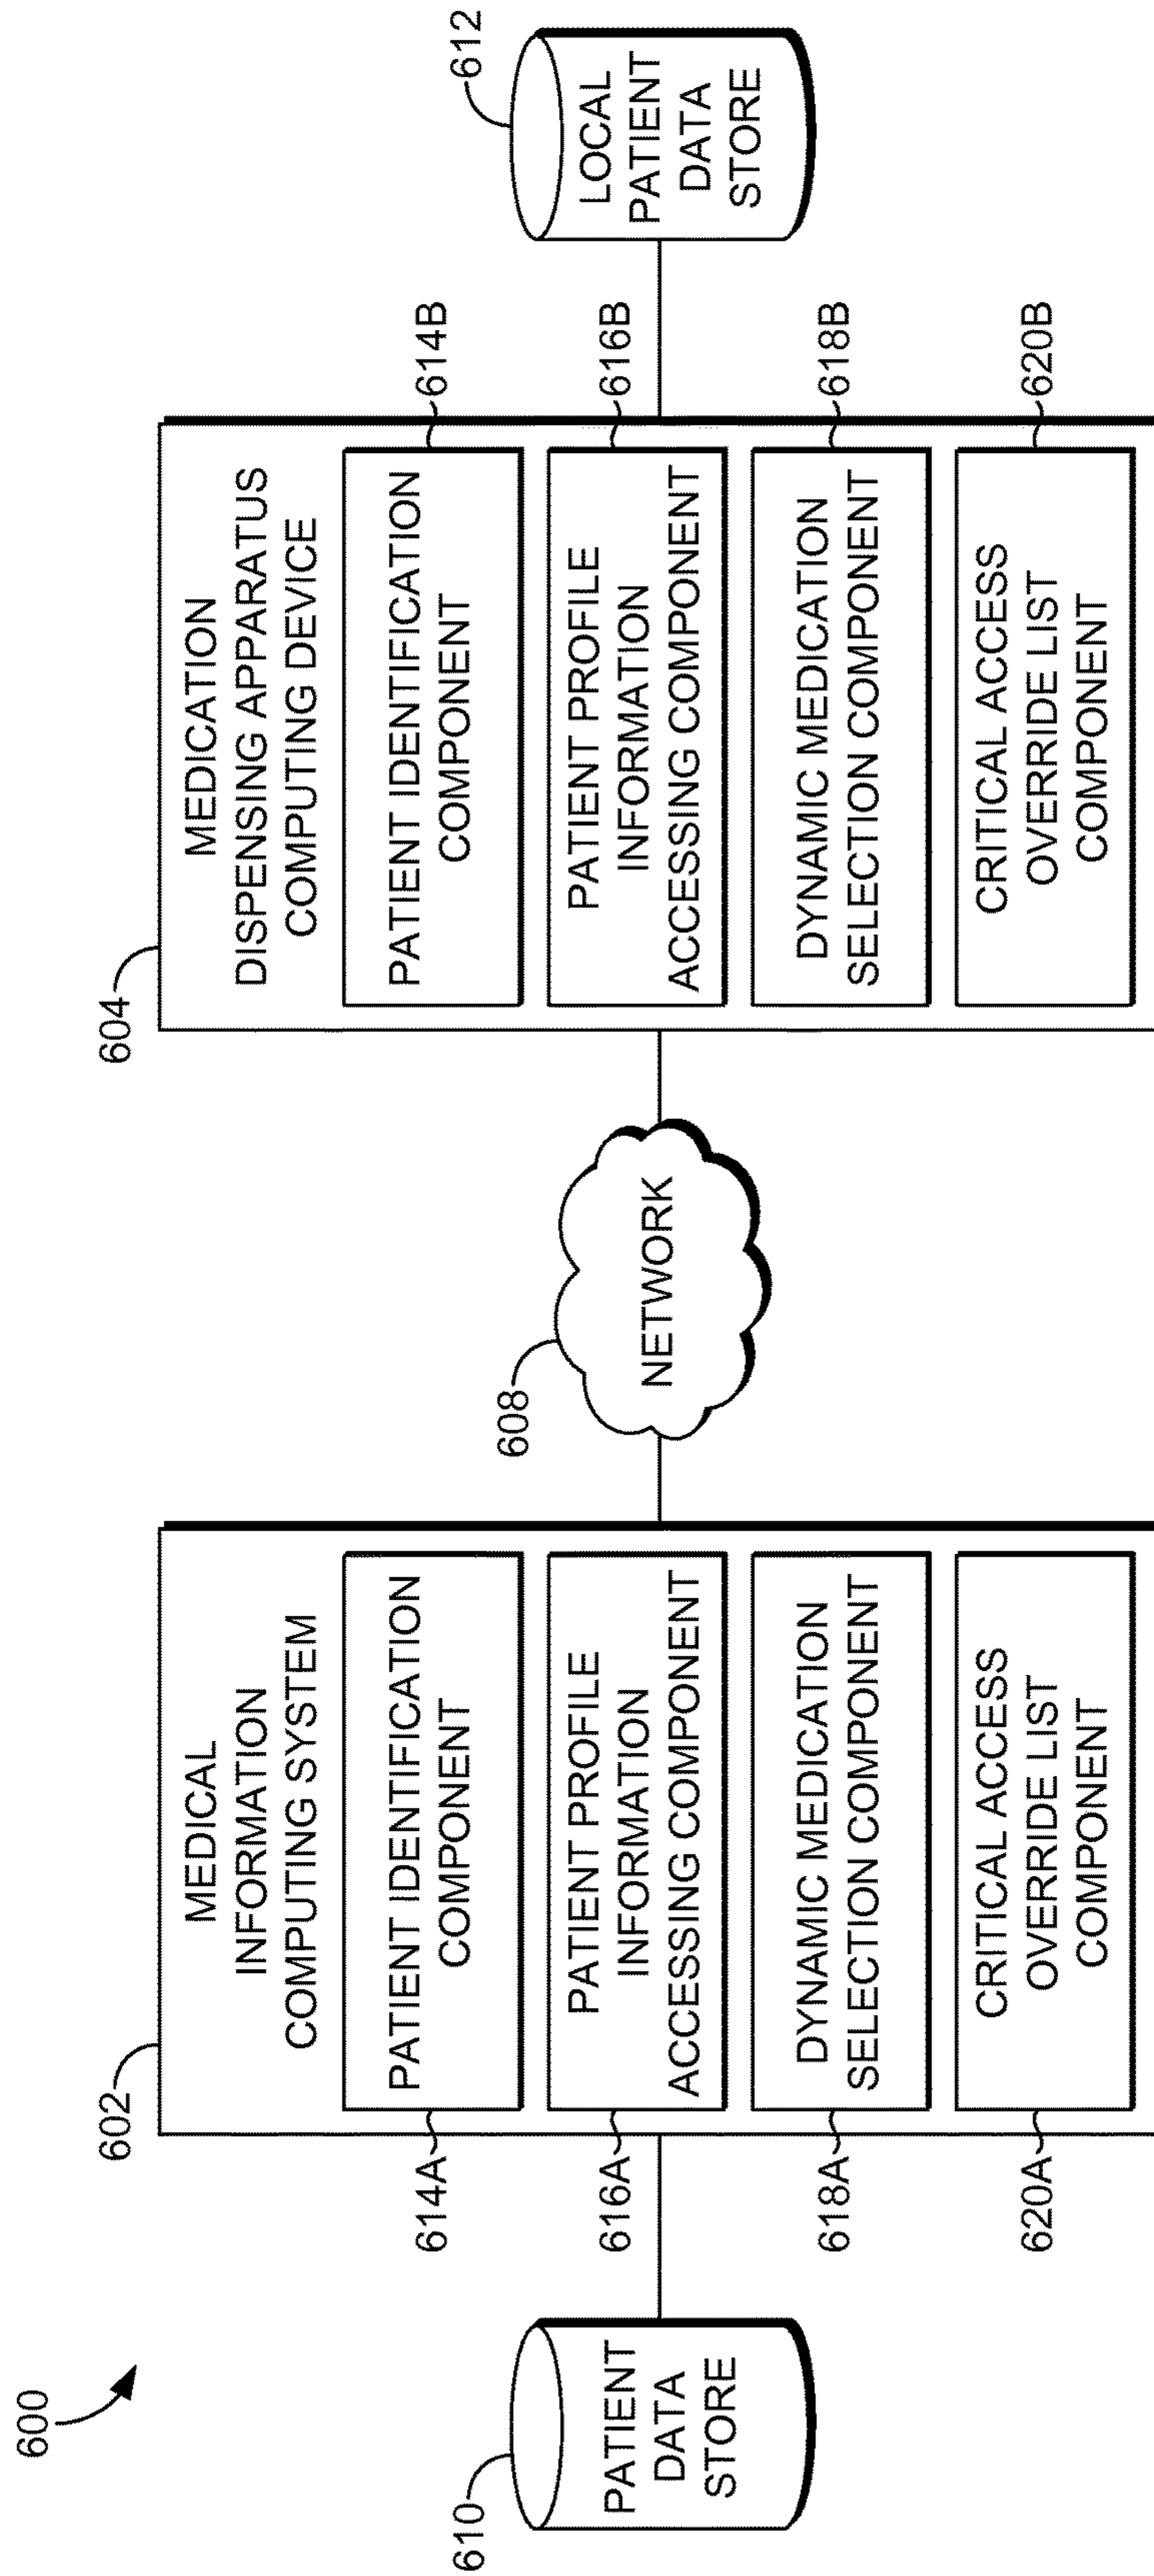 600
610
PATIENT
DATA
STORE
602
MEDICAL
INFORMATION
COMPUTING SYSTEM
614A
PATIENT IDENTIFICATION
COMPONENT
616A
PATIENT PROFILE
INFORMATION
ACCESSING COMPONENT
618A
DYNAMIC MEDICATION
SELECTION COMPONENT
620A
CRITICAL ACCESS
OVERRIDE LIST
COMPONENT
608
NETWORK
604
MEDICATION
DISPENSING APPARATUS
COMPUTING DEVICE
PATIENT IDENTIFICATION
COMPONENT
614B
PATIENT PROFILE
INFORMATION
ACCESSING COMPONENT
616B
DYNAMIC MEDICATION
SELECTION COMPONENT
618B
CRITICAL ACCESS
OVERRIDE LIST
COMPONENT
620B
612
LOCAL
PATIENT
DATA
STORE